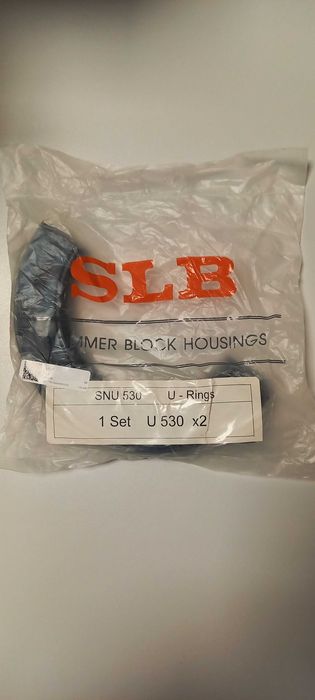 SLB
MMER BLOCK HOUSINGS
SNU 530 U - Rings
1 Set U 530 x2